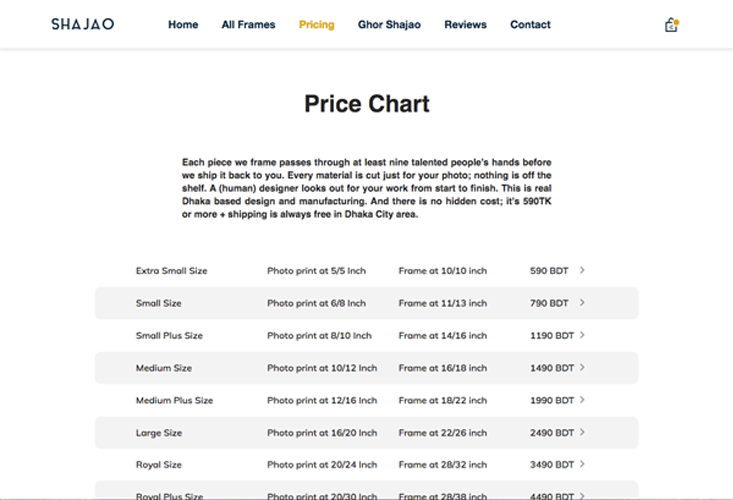 SHAJAO Home All Frames Pricing Ghor Shajao Reviews Contact
Price Chart
Each piece we frame passes through at least nine talented people's hands before
we ship it back to you. Every material is cut just for your photo; nothing is off the
shelf. A (human) designer looks out for your work from start to finish. This is real
Dhaka based design and manufacturing. And there is no hidden cost; it's 590TK
or more + shipping is always free in Dhaka City area.
Extra Small Size Photo print at 5/5 Inch Frame at 10/10 inch 590 BDT >
Small Size Photo print at 6/8 Inch Frame at 11/13 inch 790 BDT >
Small Plus Size Photo print at 8/10 Inch Frame at 14/16 inch 1190 BDT >
Medium Size Photo print at 10/12 Inch Frame at 16/18 inch 1490 BDT >
Medium Plus Size Photo print at 12/16 Inch Frame at 18/22 inch 1990 BDT >
Large Size Photo print at 16/20 Inch Frame at 22/26 inch 2490 BDT >
Royal Size Photo print at 20/24 Inch Frame at 28/32 inch 3490 BDT >
Royal Plus Size Photo print at 20/30 Inch Frame at 28/38 inch 4490 BDT >